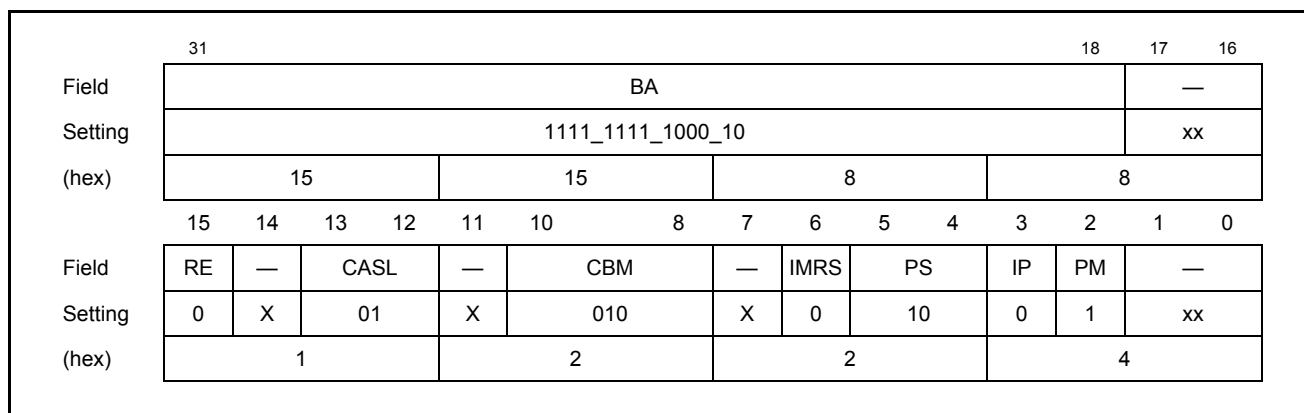 31 18 17 16
Field BA —
Setting 1111_1111_1000_10 xx
(hex) 15 15 8 8
15 14 13 12 11 10 8 7 6 5 4 3 2 1 0
Field RE — CASL — CBM — IMRS PS IP PM —
Setting 0 X 01 X 010 X 0 10 0 1 xx
(hex) 1 2 2 4